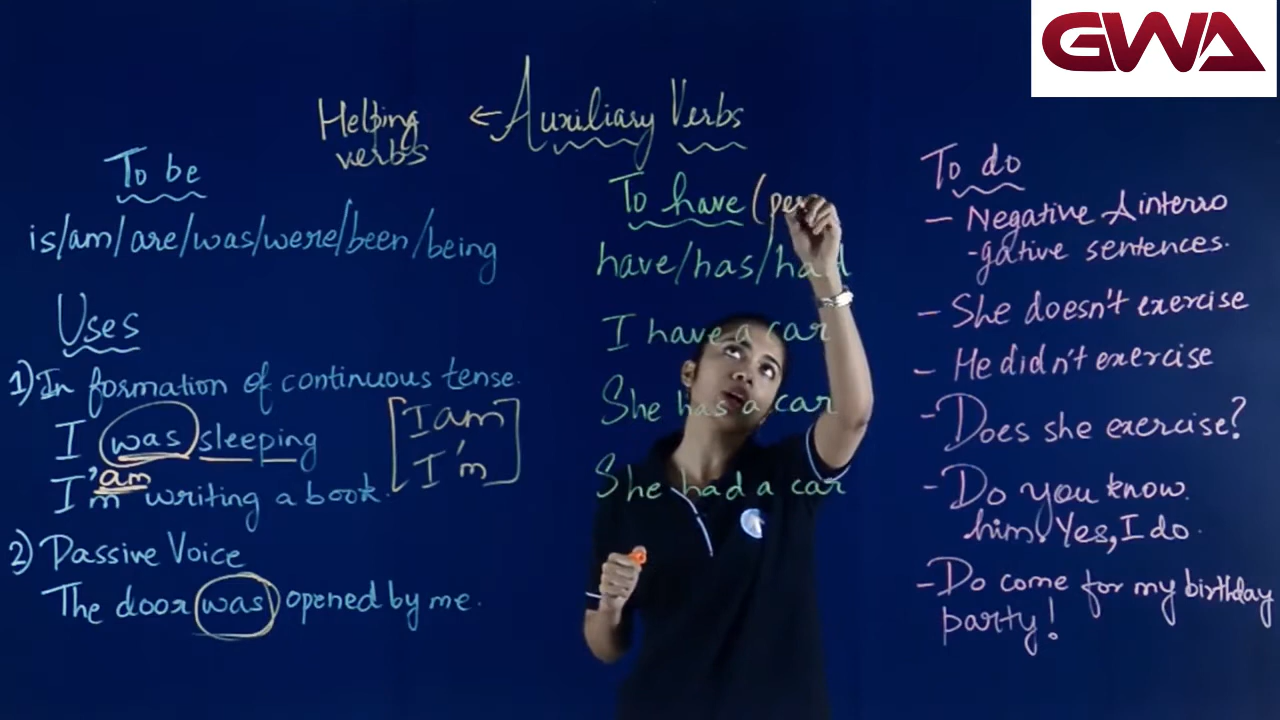 GWA
Helping
verbs
← Auxiliary Verbs
To be
is/am/are/was/were/been/being
Uses
1) In formation of continuous tense.
I was sleeping
am
I'm writing a book.
[I am
I'm]
2) Passive Voice
The door was opened by me.
To have (per
have/has/had
I have a car
She has a car
She had a car
To do
– Negative & interro
-gative sentences.
– She doesn't exercise
– He didn't exercise
– Does she exercise?
– Do you know
him. Yes, I do.
– Do come for my birthday
party!